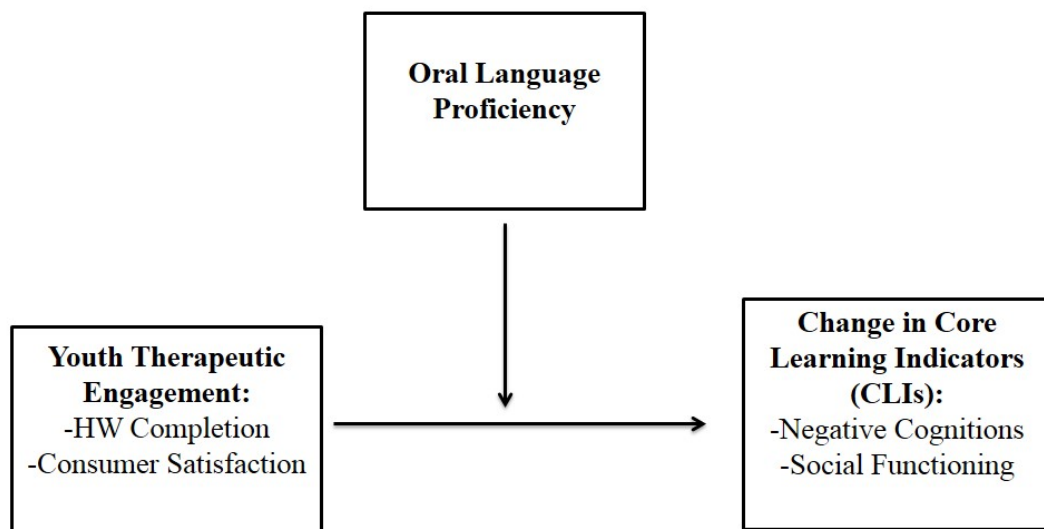 Oral Language
Proficiency
Youth Therapeutic
Engagement:
-HW Completion
-Consumer Satisfaction
Change in Core
Learning Indicators
(CLIs):
-Negative Cognitions
-Social Functioning